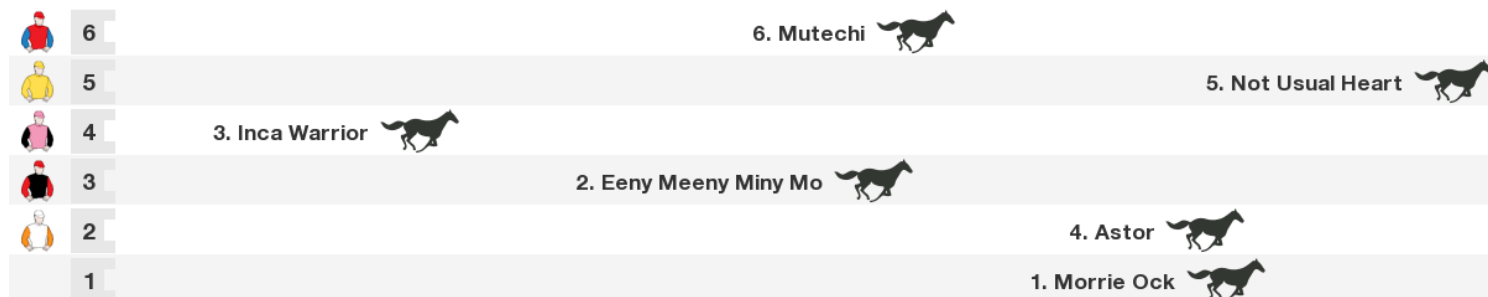 6 6. Mutechi
5 5. Not Usual Heart
4 3. Inca Warrior
3 2. Eeny Meeny Miny Mo
2 4. Astor
1 1. Morrie Ock